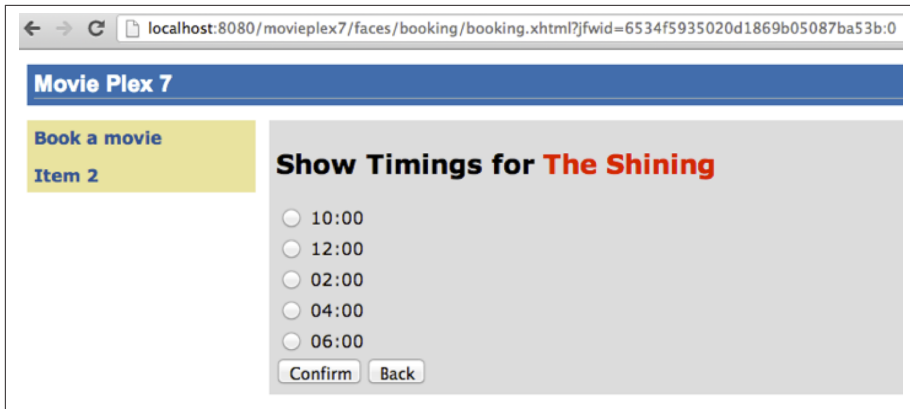 localhost:8080/movieplex7/faces/booking/booking.xhtml?jfwid=6534f5935020d1869b05087ba53b:0
Movie Plex 7
Book a movie
Item 2
Show Timings for The Shining
10:00
12:00
02:00
04:00
06:00
Confirm Back